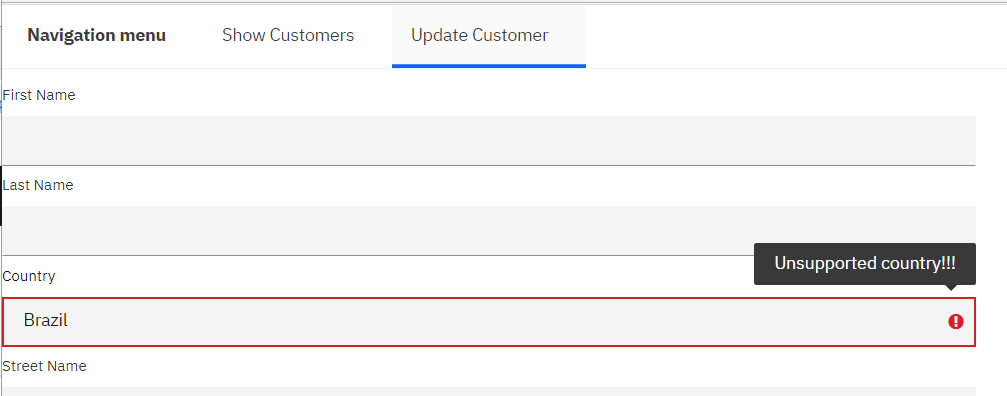 Navigation menu Show Customers Update Customer
First Name
Last Name
Unsupported country!!!
Country
Brazil
Street Name